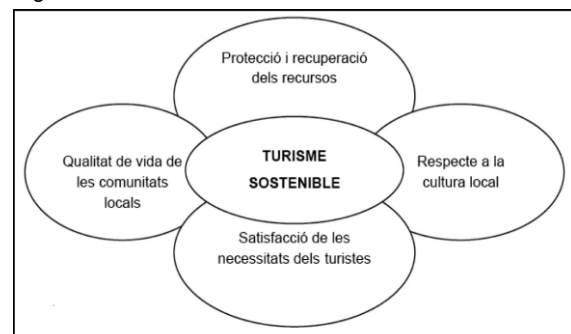 Protecció i recuperació
dels recursos
Qualitat de vida de
les comunitats
locals
TURISME
SOSTENIBLE
Respecte a la
cultura local
Satisfacció de les
necessitats dels turistes